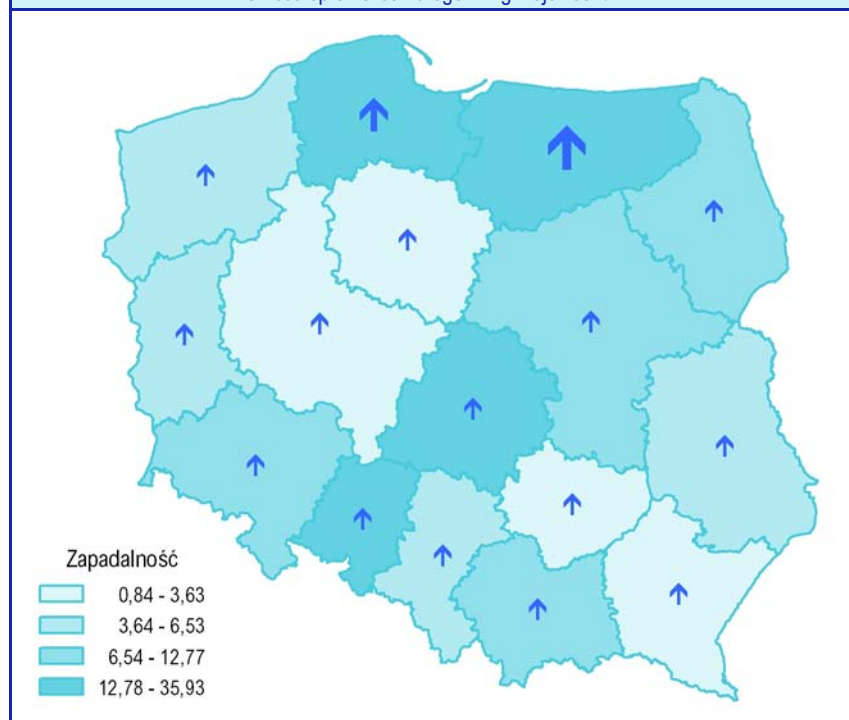 Zapadalność
0,84 - 3,63
3,64 - 6,53
6,54 - 12,77
12,78 - 35,93